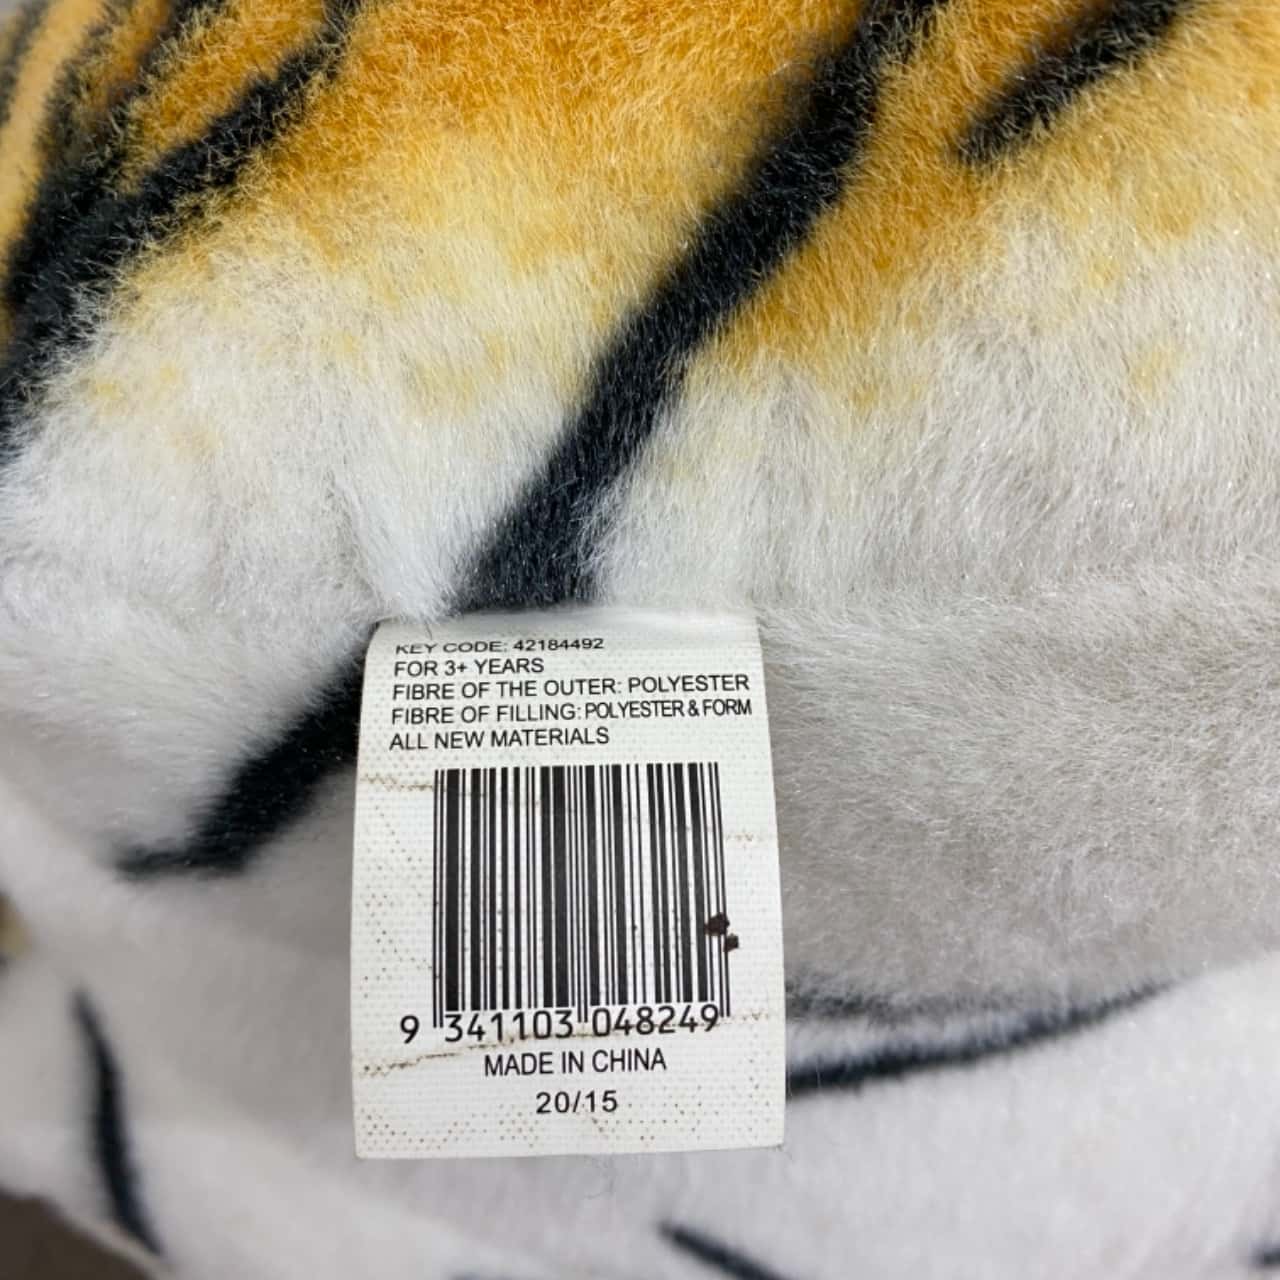 KEY CODE: 42184492
FOR 3+ YEARS
FIBRE OF THE OUTER: POLYESTER
FIBRE OF FILLING: POLYESTER & FORM
ALL NEW MATERIALS
9 341103 048249
MADE IN CHINA
20/15